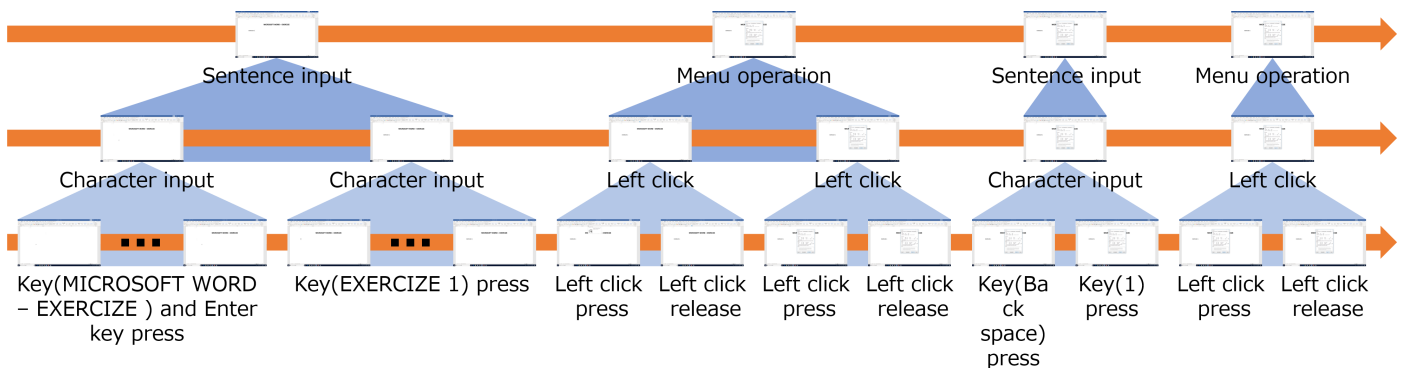 Sentence input
Menu operation
Sentence input
Menu operation
Character input
Character input
Left click
Left click
Character input
Left click
Key(MICROSOFT WORD
– EXERCIZE ) and Enter
key press
Key(EXERCIZE 1) press
Left click
press
Left click
release
Left click
press
Left click
release
Key(Ba
ck
space)
press
Key(1)
press
Left click
press
Left click
release